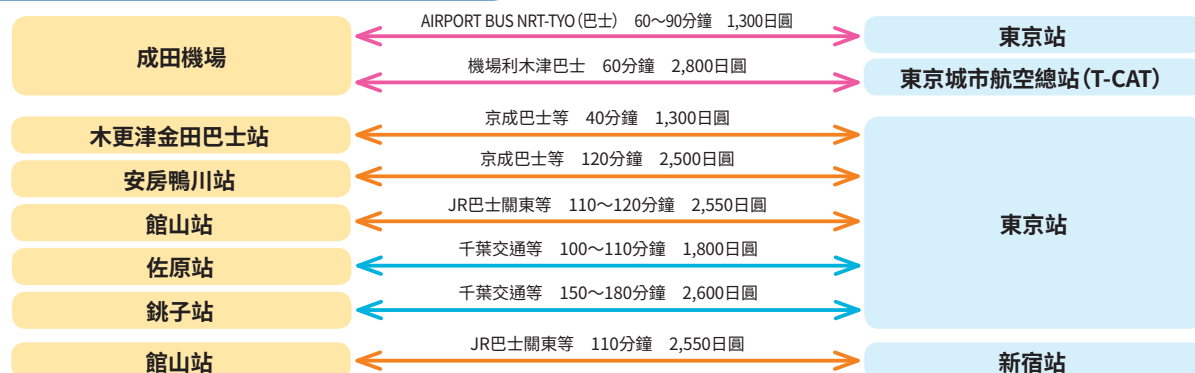 AIRPORT BUS NRT-TYO（巴士） 60～90分鐘 1,300日圓
成田機場
東京站
機場利木津巴士 60分鐘 2,800日圓
東京城市航空總站（T-CAT）
京成巴士等 40分鐘 1,300日圓
木更津金田巴士站
京成巴士等 120分鐘 2,500日圓
安房鴨川站
JR巴士關東等 110～120分鐘 2,550日圓
館山站
東京站
千葉交通等 100～110分鐘 1,800日圓
佐原站
千葉交通等 150～180分鐘 2,600日圓
銚子站
JR巴士關東等 110分鐘 2,550日圓
館山站
新宿站